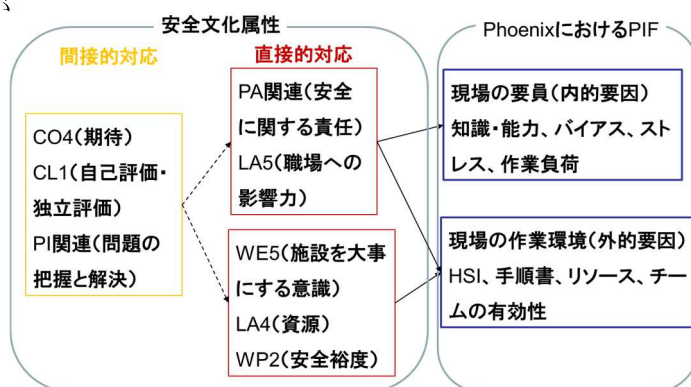 安全文化属性
間接的対応
直接的対応
CO4(期待)
CL1(自己評価・
独立評価)
PI関連(問題の
把握と解決)
PA関連(安全
に関する責任)
LA5(職場への
影響力)
WE5(施設を大事
にする意識)
LA4(資源)
WP2(安全裕度)
PhoenixにおけるPIF
現場の要員(内的要因)
知識・能力、バイアス、スト
レス、作業負荷
現場の作業環境(外的要因)
HSI、手順書、リソース、チー
ムの有効性